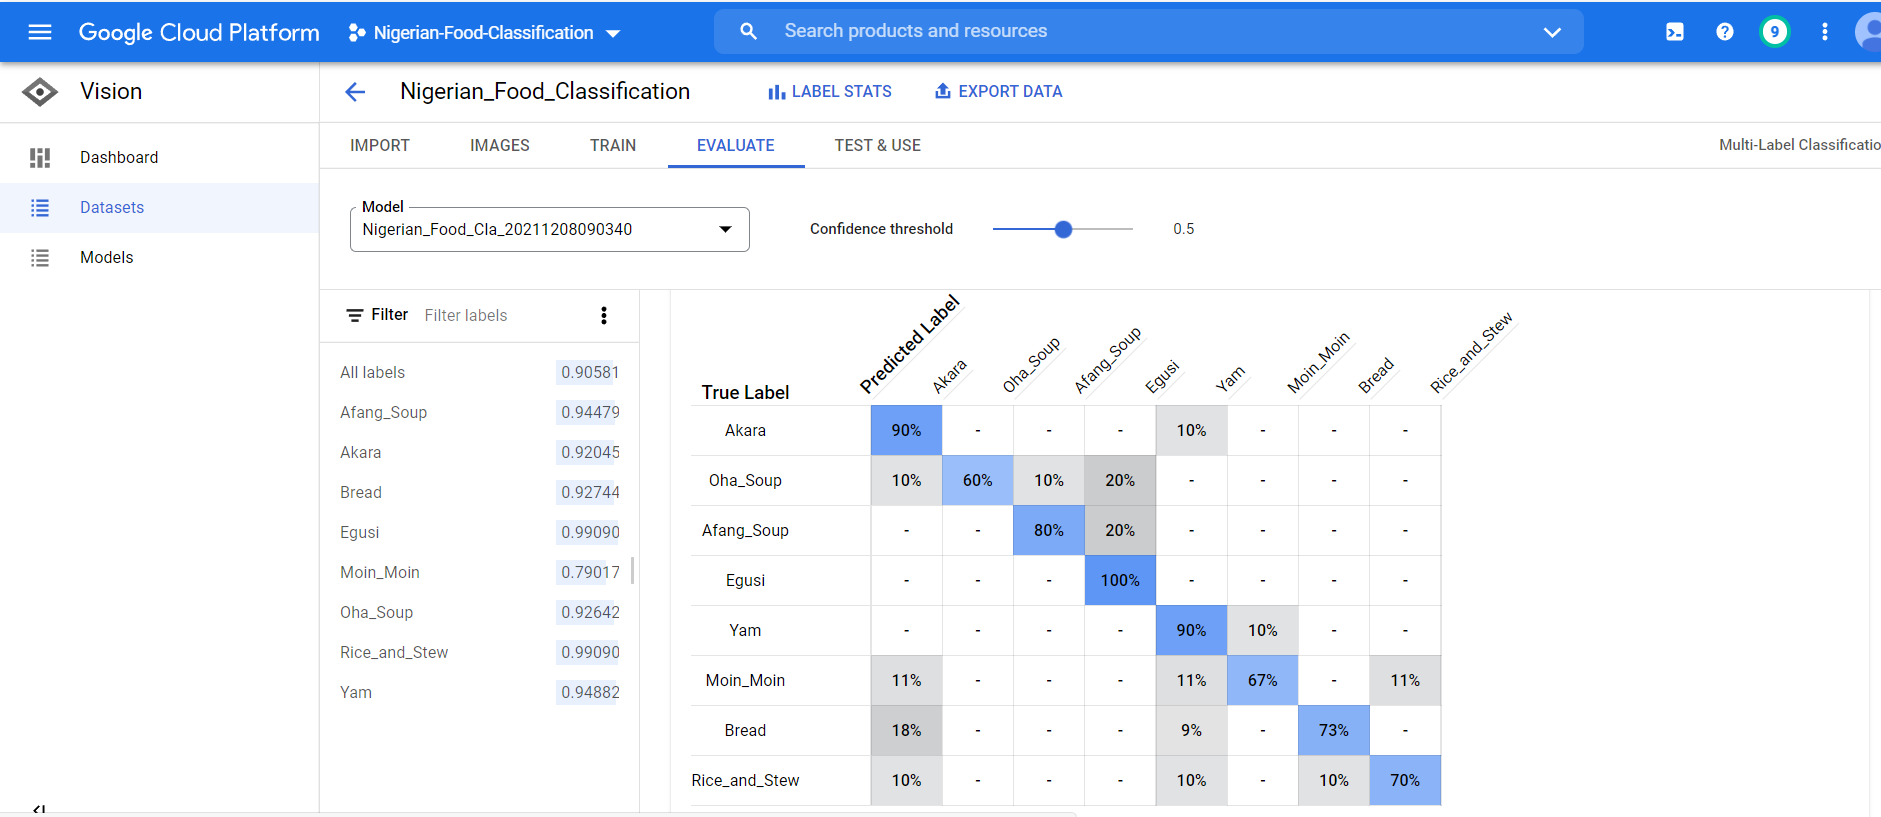 Google Cloud Platform
Nigerian-Food-Classification
Search products and resources
9
Vision
Nigerian_Food_Classification
LABEL STATS
EXPORT DATA
Dashboard
Datasets
Models
IMPORT
IMAGES
TRAIN
EVALUATE
TEST & USE
Multi-Label Classificatio
Model
Nigerian_Food_Cla_20211208090340
Confidence threshold
0.5
Filter
Filter labels
All labels 0.90581
Afang_Soup 0.94479
Akara 0.92045
Bread 0.92744
Egusi 0.99090
Moin_Moin 0.79017
Oha_Soup 0.92642
Rice_and_Stew 0.99090
Yam 0.94882
True Label
Predicted Label
Akara
Oha_Soup
Afang_Soup
Egusi
Yam
Moin_Moin
Bread
Rice_and_Stew
Akara 90% - - - 10% - - -
Oha_Soup 10% 60% 10% 20% - - - -
Afang_Soup - - 80% 20% - - - -
Egusi - - - 100% - - - -
Yam - - - - 90% 10% - -
Moin_Moin 11% - - - 11% 67% - 11%
Bread 18% - - - 9% - 73% -
Rice_and_Stew 10% - - - 10% - 10% 70%